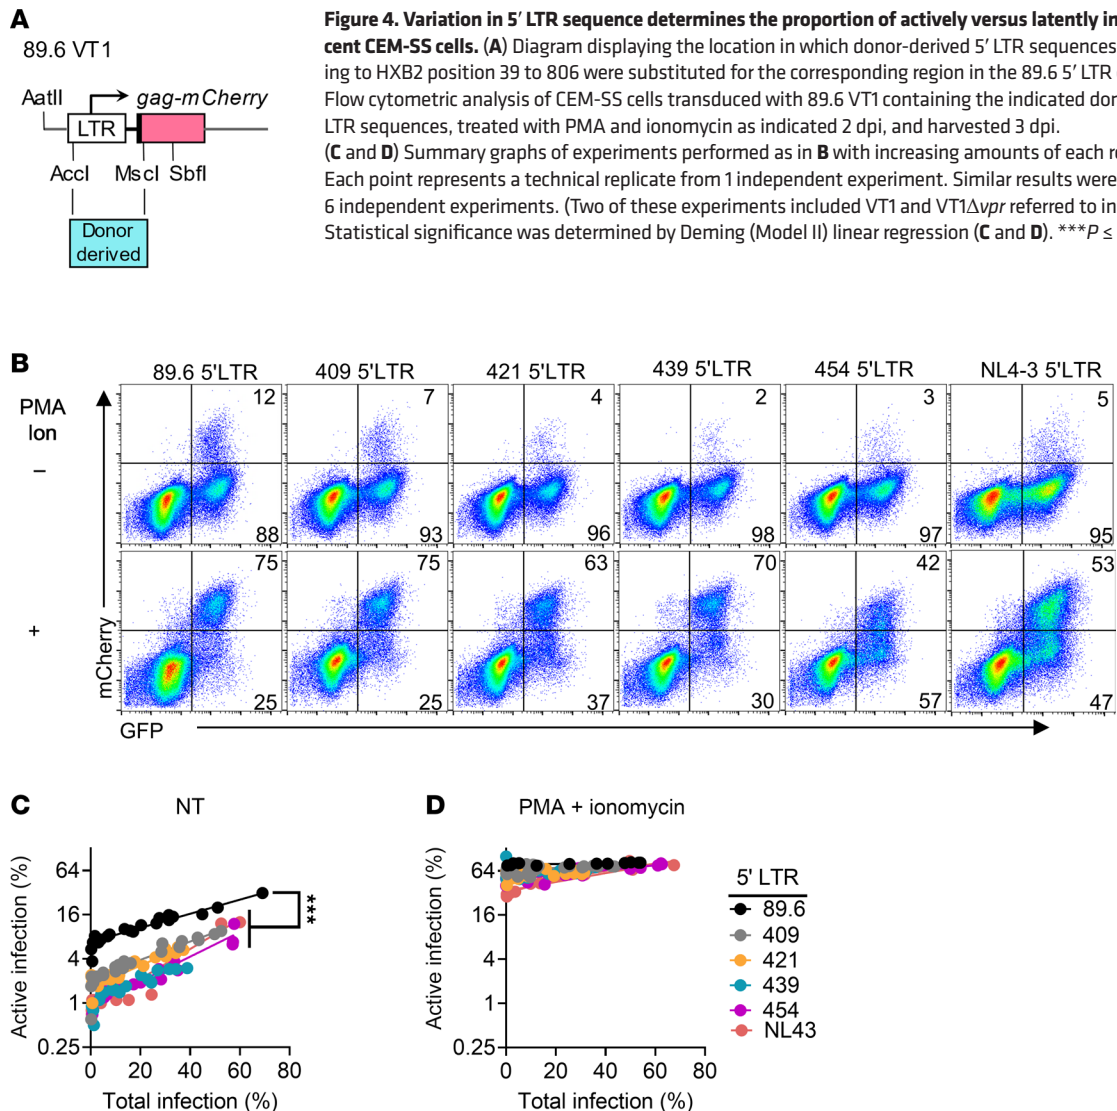 A
89.6 VT1
AatII
gag-mCherry
LTR
AccI MscI SbfI
Donor
derived
Figure 4. Variation in 5′ LTR sequence determines the proportion of actively versus latently in
cent CEM-SS cells. (A) Diagram displaying the location in which donor-derived 5′ LTR sequences
ing to HXB2 position 39 to 806 were substituted for the corresponding region in the 89.6 5′ LTR
Flow cytometric analysis of CEM-SS cells transduced with 89.6 VT1 containing the indicated don
LTR sequences, treated with PMA and ionomycin as indicated 2 dpi, and harvested 3 dpi.
(C and D) Summary graphs of experiments performed as in B with increasing amounts of each re
Each point represents a technical replicate from 1 independent experiment. Similar results were
6 independent experiments. (Two of these experiments included VT1 and VT1Δvpr referred to in
Statistical significance was determined by Deming (Model II) linear regression (C and D). ***P ≤
B
89.6 5'LTR 409 5'LTR 421 5'LTR 439 5'LTR 454 5'LTR NL4-3 5'LTR
PMA
Ion
–
12 7 4 2 3 5
88 93 96 98 97 95
+
75 75 63 70 42 53
25 25 37 30 57 47
mCherry
GFP
C
NT
Active infection (%)
64
16
4
1
0.25
0 20 40 60 80
Total infection (%)
***
D
PMA + ionomycin
Active infection (%)
64
16
4
1
0.25
0 20 40 60 80
Total infection (%)
5' LTR
89.6
409
421
439
454
NL43